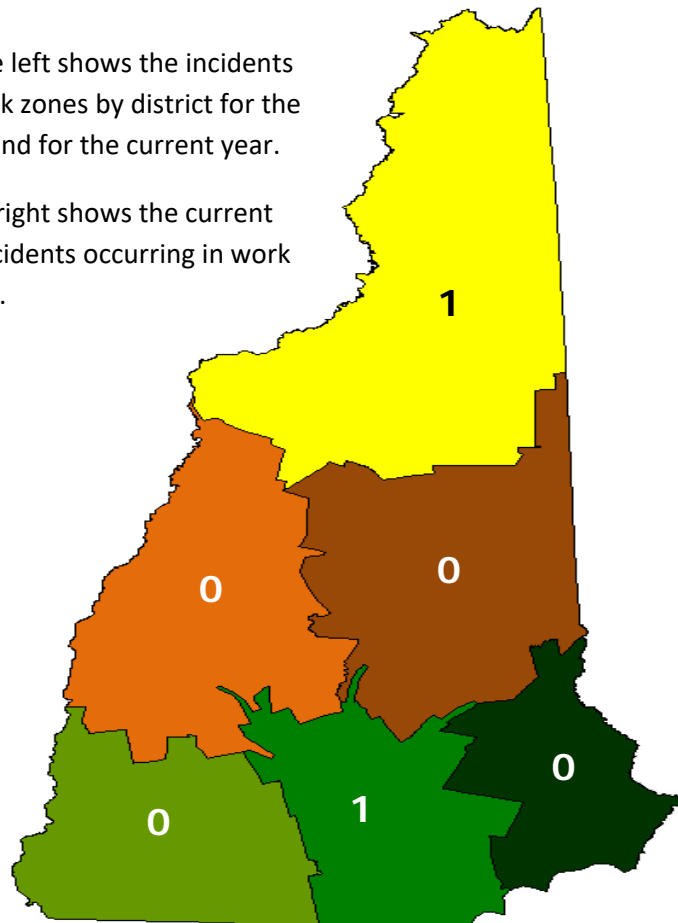 e left shows the incidents
k zones by district for the
nd for the current year.
right shows the current
cidents occurring in work
.
1
0
0
0
1
0